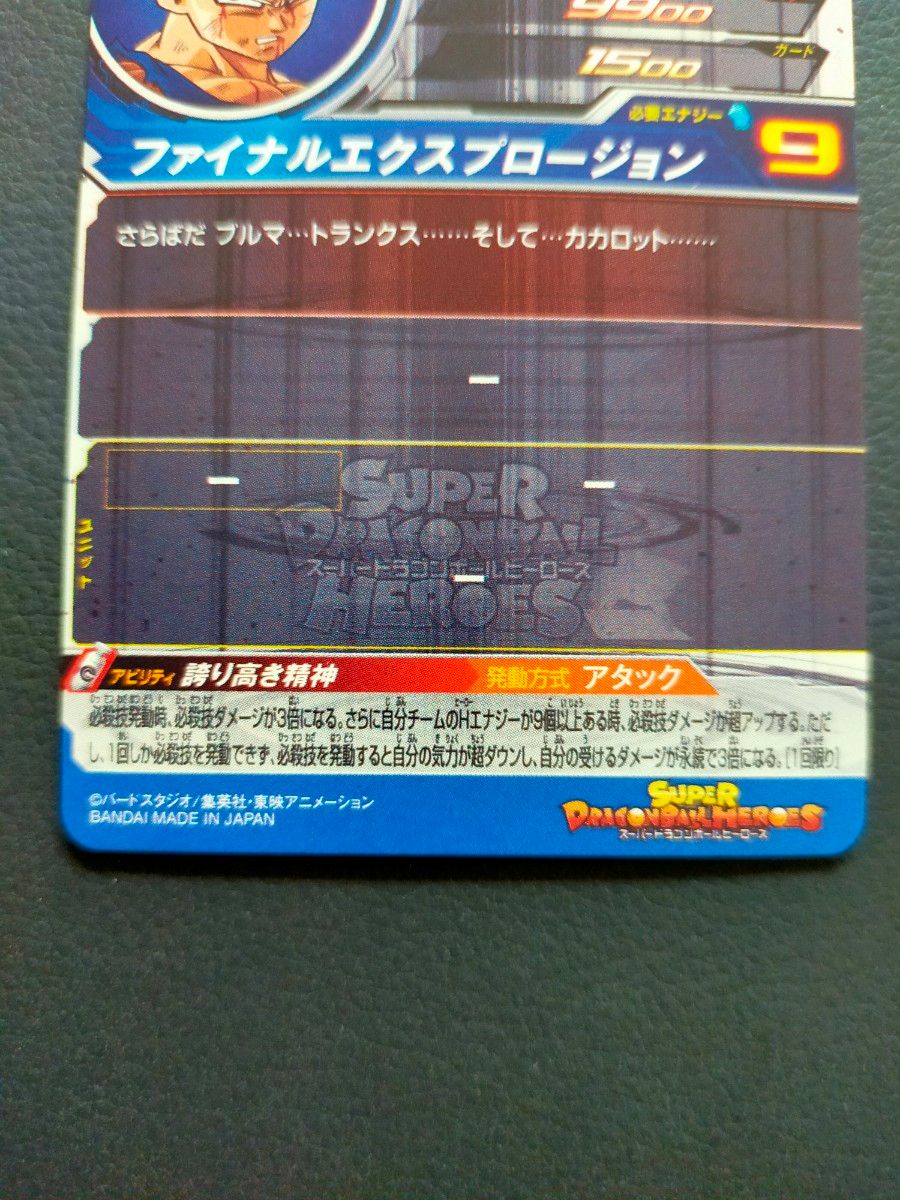 9900
ガード
1500
必要エナジー
9
ファイナルエクスプロージョン
さらばだ ブルマ…トランクス……そして…カカロット……
ー
ー
ー
SUPER
DRAGONBALL
スーパードラゴンボールヒーローズ
ー
HEROES
ユニット
アビリティ 誇り高き精神 発動方式 アタック
必殺技発動時、必殺技ダメージが3倍になる。さらに自分チームのHエナジーが9個以上ある時、必殺技ダメージが超アップする。ただ
し、1回しか必殺技を発動できず、必殺技を発動すると自分の気力が超ダウンし、自分の受けるダメージが永続で3倍になる。[1回限り]
©バードスタジオ/集英社・東映アニメーション
BANDAI MADE IN JAPAN
SUPER
DRAGONBALL HEROES
スーパードラゴンボールヒーローズ